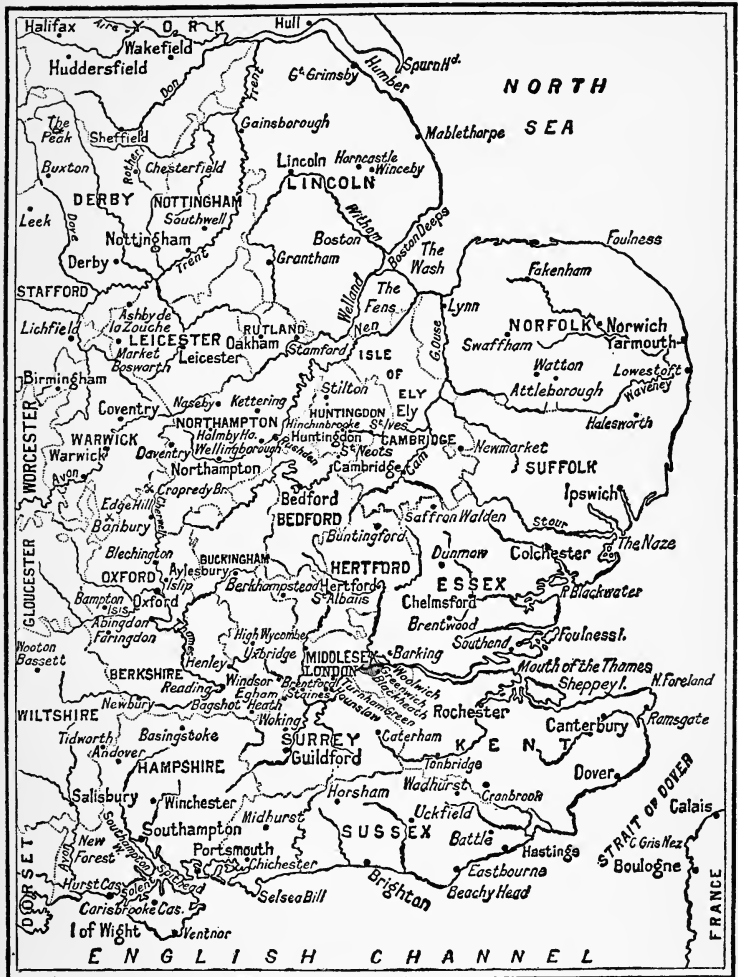 Halifax
Aire
YORK
Hull
Wakefield
Huddersfield
Don
Trent
Gt. Grimsby
Humber
Spurn Hd.
NORTH
SEA
The
Peak
Sheffield
Gainsborough
Mablethorpe
Buxton
Rother
Chesterfield
Lincoln
Horncastle
Winceby
LINCOLN
DERBY
NOTTINGHAM
Southwell
Leek
Dove
Nottingham
Witham
Boston
Boston Deeps
The
Wash
Foulness
Derby
Trent
Grantham
Fakenham
STAFFORD
Welland
The
Fens
Lynn
Ashby de
la Zouche
RUTLAND
Nen
G. Ouse
NORFOLK
Norwich
Lichfield
LEICESTER
Oakham
Stamford
Swaffham
Yarmouth
Market
Bosworth
Leicester
ISLE
OF
ELY
Watton
Lowestoft
Birmingham
Stilton
Attleborough
Waveney
Naseby
Kettering
Ely
Coventry
HUNTINGDON
Halesworth
WORCESTER
NORTHAMPTON
Hinchinbrooke
St. Ives
WARWICK
Holmby Ho.
Huntingdon
CAMBRIDGE
Newmarket
Warwick
Daventry
Wellingborough
Rushden
St. Neots
SUFFOLK
Avon
Northampton
Cambridge
Cam
Cropredy Br.
Bedford
Ipswich
Edge Hill
Cherwell
BEDFORD
Saffron Walden
Banbury
Buntingford
Stour
The Naze
GLOUCESTER
Blechington
BUCKINGHAM
Dunmow
Colchester
OXFORD
Aylesbury
HERTFORD
ESSEX
Islip
Berkhampstead
Hertford
R. Blackwater
Bampton
Isis
Oxford
St. Albans
Chelmsford
Abingdon
Brentwood
Faringdon
Thames
High Wycombe
Southend
Foulness I.
Wooton
Bassett
Uxbridge
MIDDLESEX
Barking
Henley
LONDON
Mouth of the Thames
BERKSHIRE
Woolwich
Sheppey I.
N. Foreland
Reading
Windsor
Brentford
Greenwich
Newbury
Egham
Staines
Blackheath
WILTSHIRE
Bagshot Heath
Turnham Green
Rochester
Ramsgate
Hounslow
Canterbury
Tidworth
Basingstoke
Woking
Caterham
Andover
SURREY
KENT
Guildford
Tonbridge
HAMPSHIRE
Dover
Salisbury
Winchester
Horsham
Wadhurst
Cranbrook
STRAIT OF DOVER
Calais
Southampton
Midhurst
Uckfield
C. Gris Nez
New
Forest
Southampton W.
SUSSEX
Battle
Hastings
Boulogne
DORSET
Avon
Portsmouth
Chichester
Spithead
Eastbourne
Hurst Cas.
Solent
Selsea Bill
Brighton
Beachy Head
FRANCE
Carisbrooke Cas.
I of Wight
Ventnor
ENGLISH CHANNEL